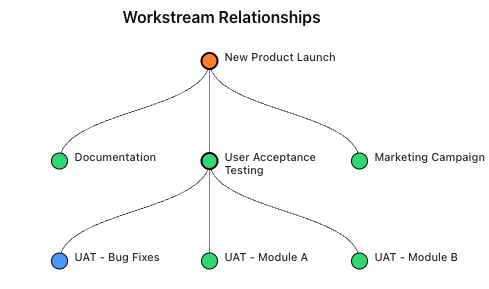 Workstream Relationships
New Product Launch
Documentation
User Acceptance
Testing
Marketing Campaign
UAT - Bug Fixes
UAT - Module A
UAT - Module B